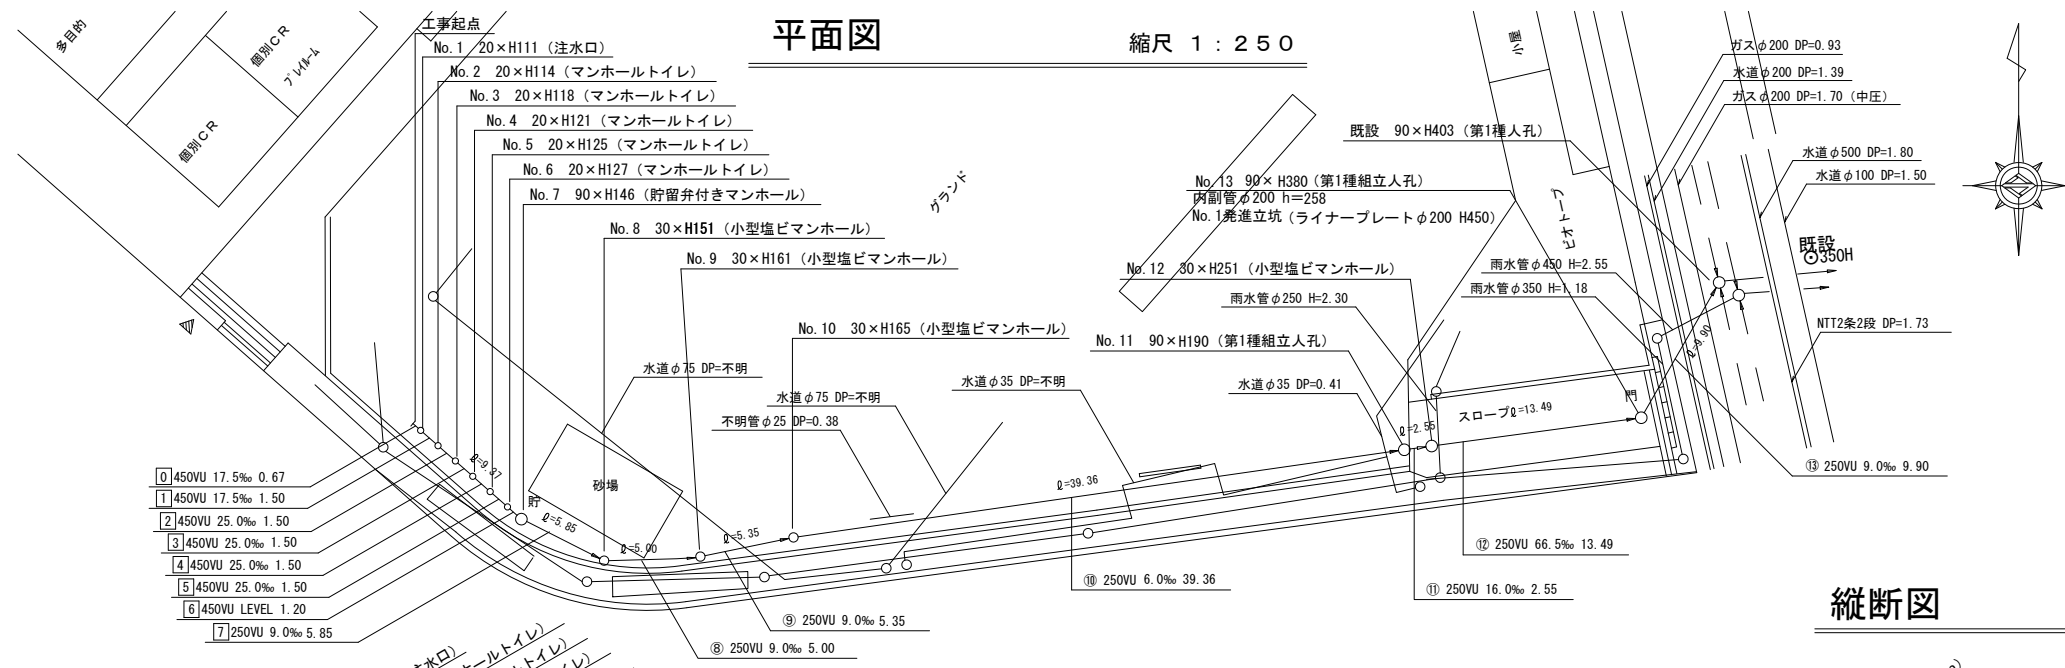 平面図
縮尺 1：250
多目的
個別CR
プレイルーム
個別CR
工事起点
No.1 20×H111（注水口）
No.2 20×H114（マンホールトイレ）
No.3 20×H118（マンホールトイレ）
No.4 20×H121（マンホールトイレ）
No.5 20×H125（マンホールトイレ）
No.6 20×H127（マンホールトイレ）
No.7 90×H146（貯留弁付きマンホール）
No.8 30×H151（小型塩ビマンホール）
No.9 30×H161（小型塩ビマンホール）
No.10 30×H165（小型塩ビマンホール）
No.11 90×H190（第1種組立人孔）
No.12 30×H251（小型塩ビマンホール）
No.13 90×H380（第1種組立人孔）
内副管φ200 h=258
No.1発進立坑（ライナープレートφ200 H450）
既設 90×H403（第1種人孔）
グランド
小屋
ビオトープ
ガスφ200 DP=0.93
水道φ200 DP=1.39
ガスφ200 DP=1.70（中圧）
水道φ500 DP=1.80
水道φ100 DP=1.50
既設
350H
NTT2条2段 DP=1.73
雨水管φ450 H=2.55
雨水管φ350 H=1.18
雨水管φ250 H=2.30
水道φ75 DP=不明
水道φ75 DP=不明
不明管φ25 DP=0.38
水道φ35 DP=不明
水道φ35 DP=0.41
スロープ
ℓ=13.49
門
ℓ=9.90
ℓ=2.55
ℓ=39.36
ℓ=5.35
ℓ=5.00
ℓ=5.85
ℓ=9.37
貯
砂場
0 450VU 17.5‰ 0.67
1 450VU 17.5‰ 1.50
2 450VU 25.0‰ 1.50
3 450VU 25.0‰ 1.50
4 450VU 25.0‰ 1.50
5 450VU 25.0‰ 1.50
6 450VU LEVEL 1.20
7 250VU 9.0‰ 5.85
⑧ 250VU 9.0‰ 5.00
⑨ 250VU 9.0‰ 5.35
⑩ 250VU 6.0‰ 39.36
⑪ 250VU 16.0‰ 2.55
⑫ 250VU 66.5‰ 13.49
⑬ 250VU 9.0‰ 9.90
縦断図
水口）
ホールトイレ）
トイレ）
レ）